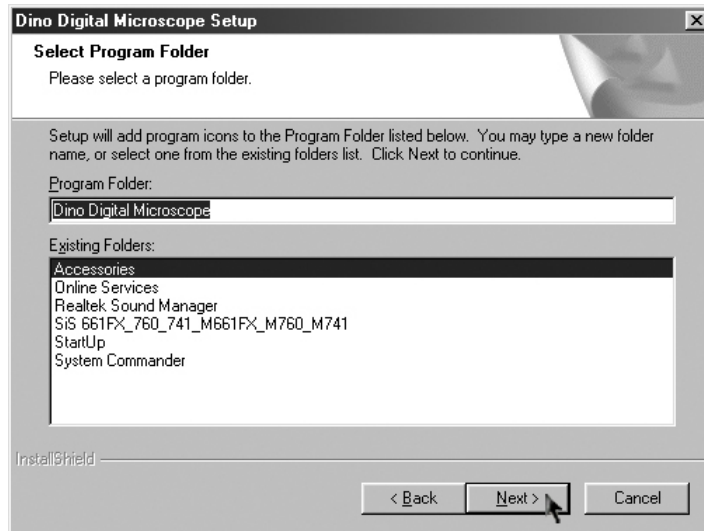 Dino Digital Microscope Setup
Select Program Folder
Please select a program folder.
Setup will add program icons to the Program Folder listed below. You may type a new folder
name, or select one from the existing folders list. Click Next to continue.
Program Folder:
Dino Digital Microscope
Existing Folders:
Accessories
Online Services
Realtek Sound Manager
SiS 661FX_760_741_M661FX_M760_M741
StartUp
System Commander
InstallShield
< Back Next > Cancel